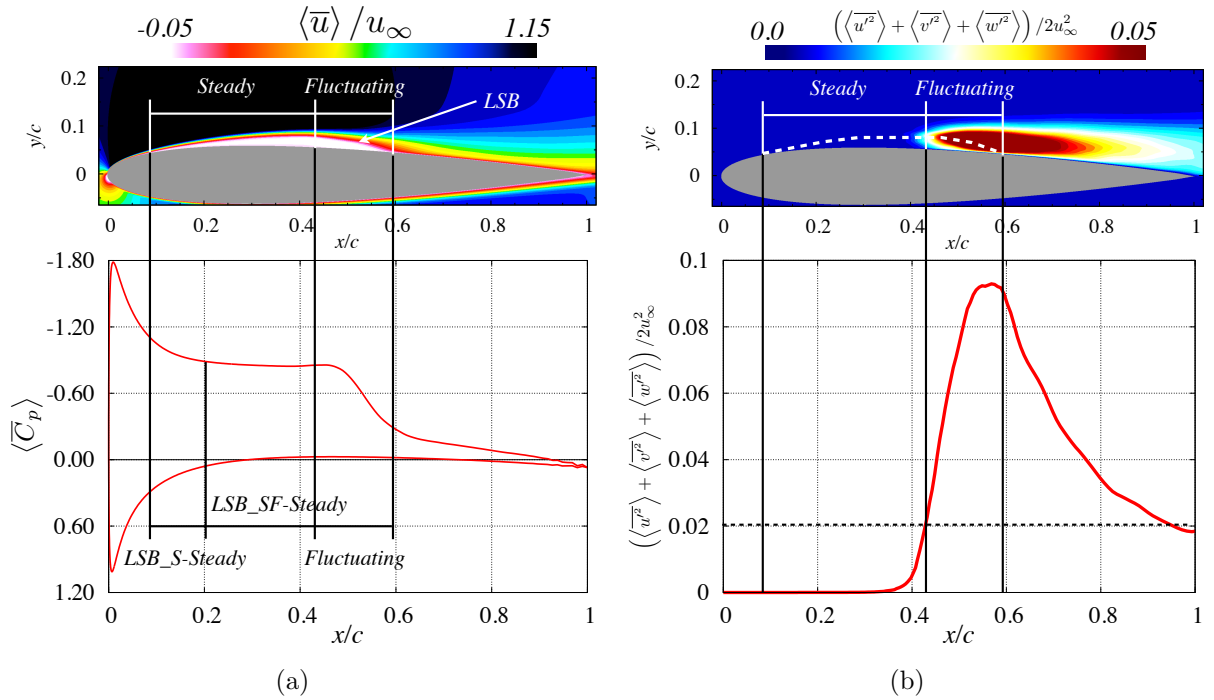 ⟨u̅⟩ / u∞
-0.05 1.15
0.2
0.1
0
y/c
Steady Fluctuating
LSB
0 0.2 0.4 0.6 0.8 1
x/c
-1.80
-1.20
-0.60
0.00
0.60
1.20
⟨C̅p⟩
LSB_SF-Steady
LSB_S-Steady Fluctuating
0 0.2 0.4 0.6 0.8 1
x/c
(a)
(⟨u′²⟩ + ⟨v′²⟩ + ⟨w′²⟩) /2u²∞
0.0 0.05
0.2
0.1
0
y/c
Steady Fluctuating
0 0.2 0.4 0.6 0.8 1
x/c
0.1
0.08
0.06
0.04
0.02
0
(⟨u′²⟩ + ⟨v′²⟩ + ⟨w′²⟩) /2u²∞
0 0.2 0.4 0.6 0.8 1
x/c
(b)